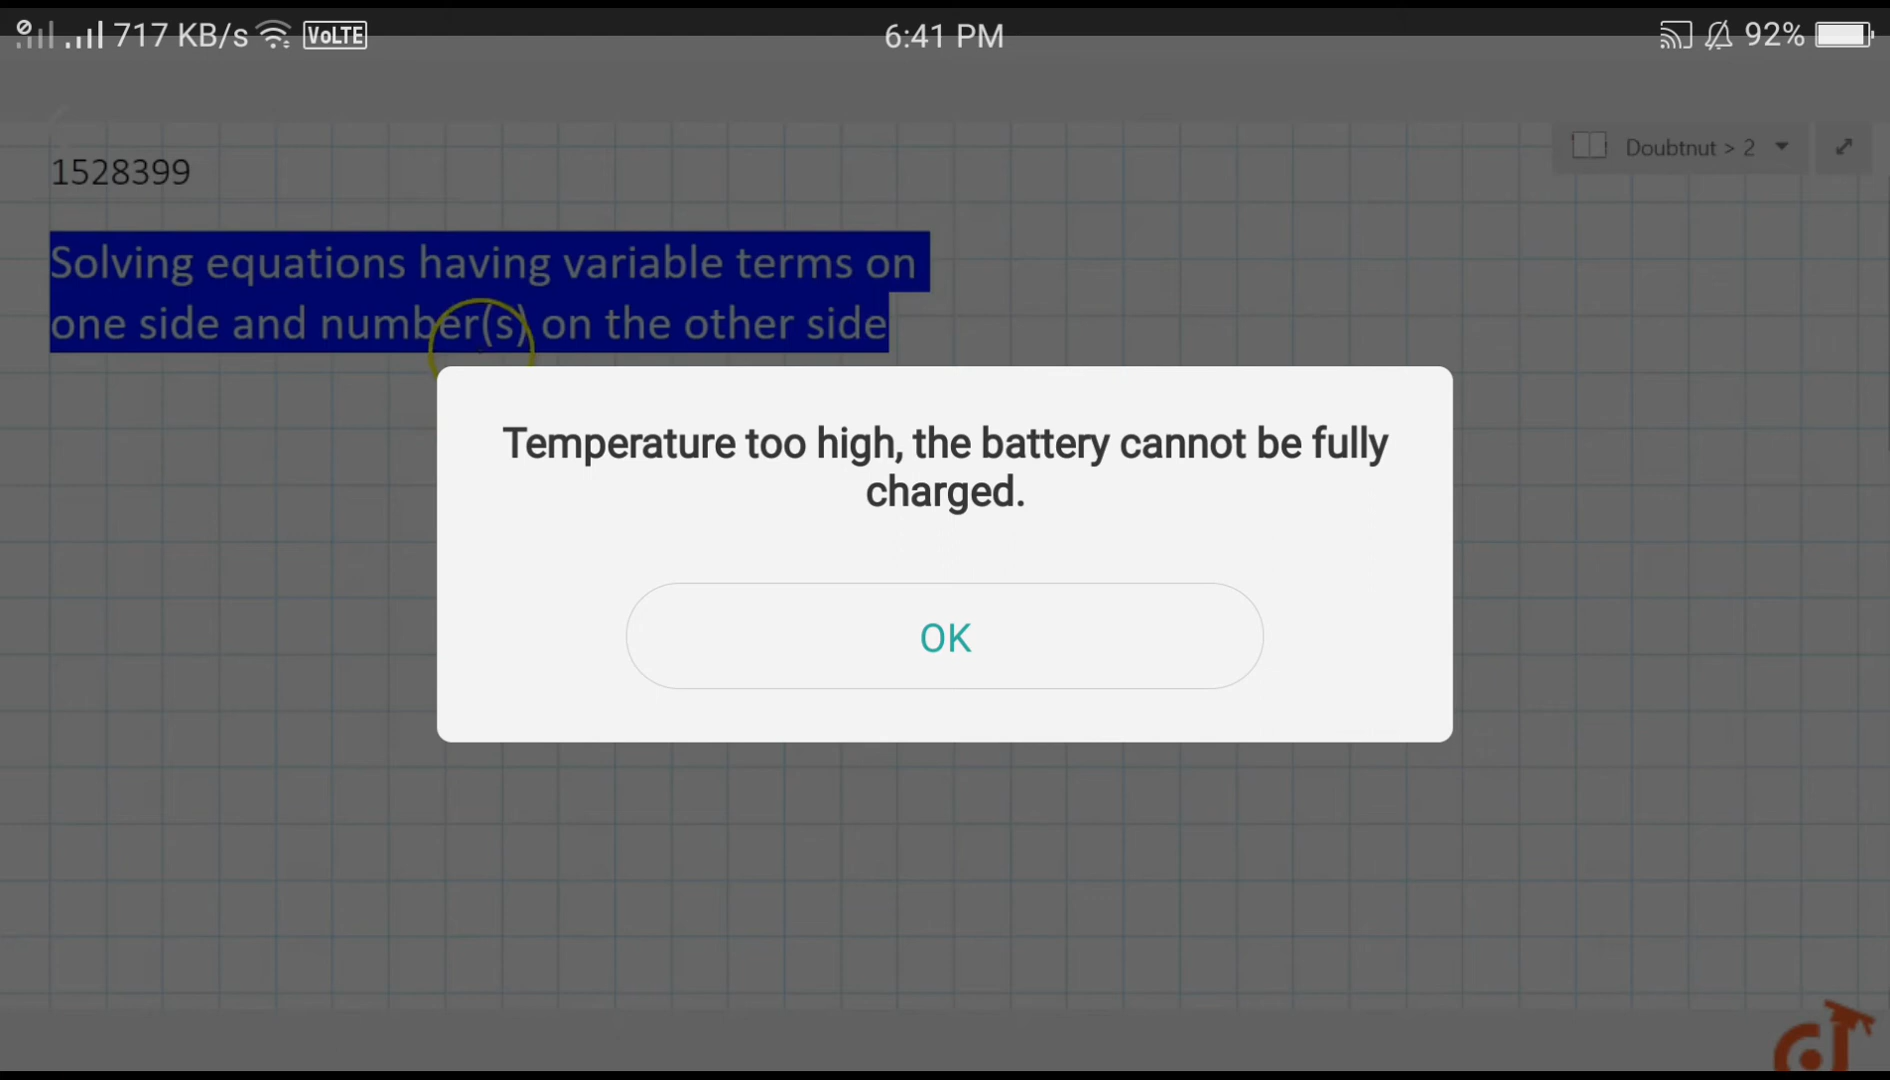 717 KB/s VoLTE 6:41 PM 92%
Doubtnut > 2
1528399
Solving equations having variable terms on
one side and number(s) on the other side
Temperature too high, the battery cannot be fully
charged.
OK